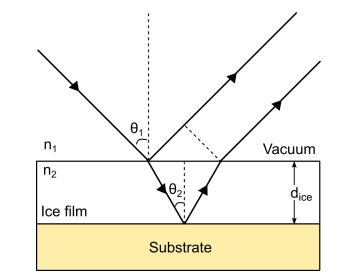 θ₁
n₁
Vacuum
n₂
θ₂
dᵢcₑ
Ice film
Substrate